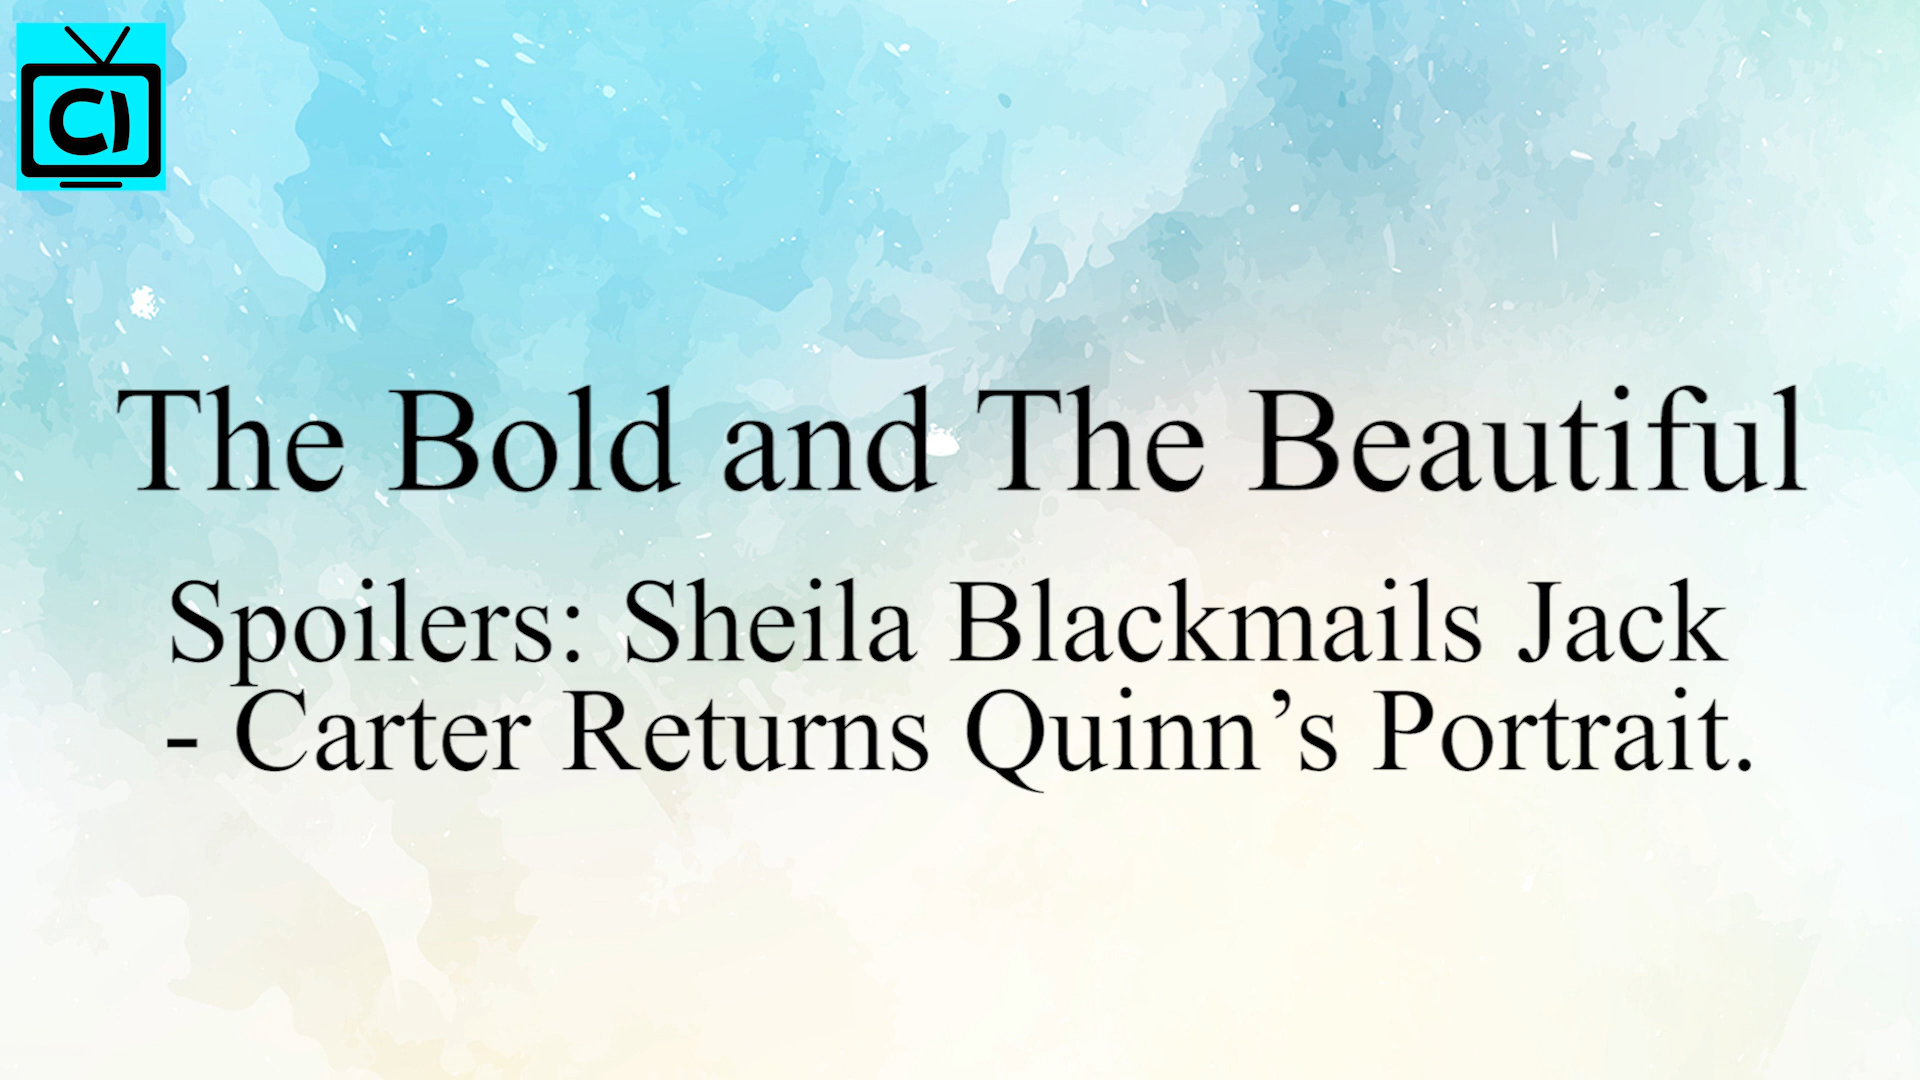 CI
The Bold and The Beautiful
Spoilers: Sheila Blackmails Jack
- Carter Returns Quinn’s Portrait.